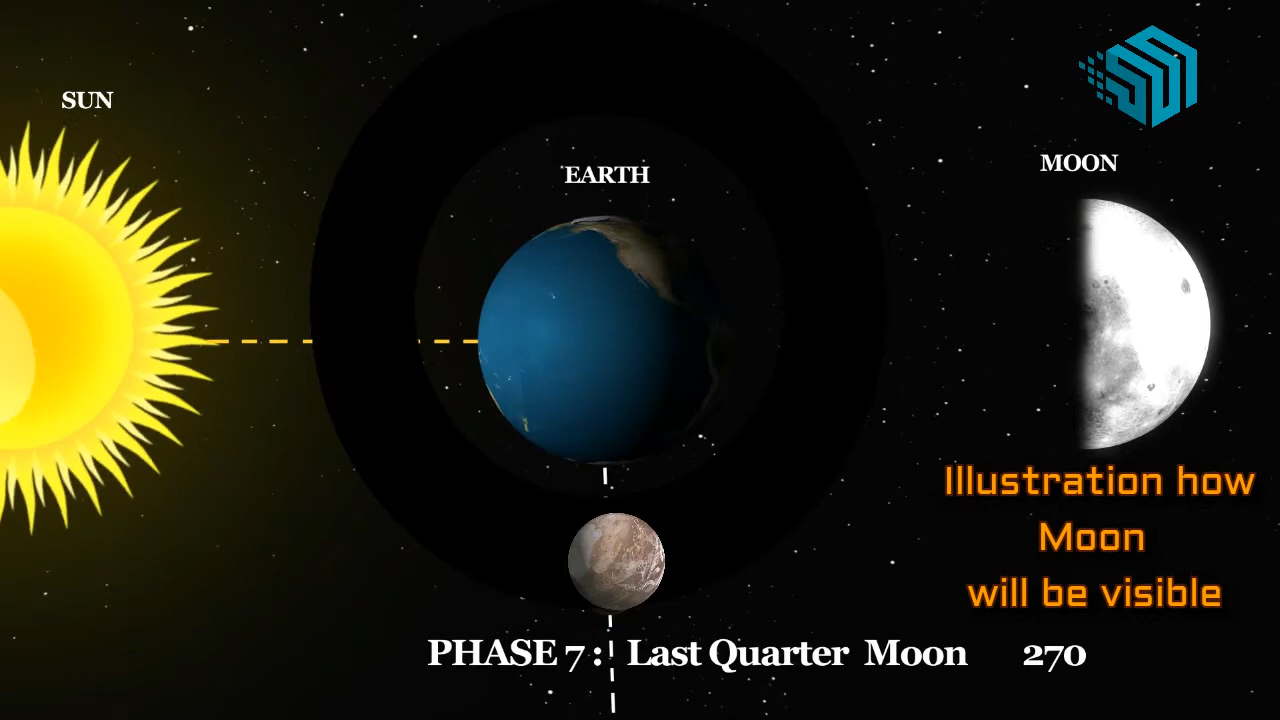 SUN
EARTH
MOON
Illustration how
Moon
will be visible
PHASE 7 : Last Quarter Moon 270